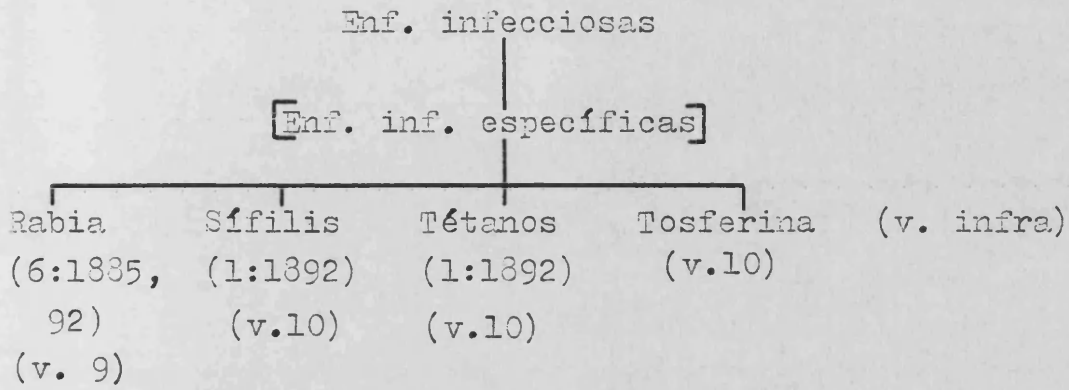 Enf. infecciosas
[Enf. inf. específicas]
Rabia Sífilis Tétanos Tosferina (v. infra)
(6:1885, (1:1892) (1:1892) (v.10)
92) (v.10) (v.10)
(v. 9)